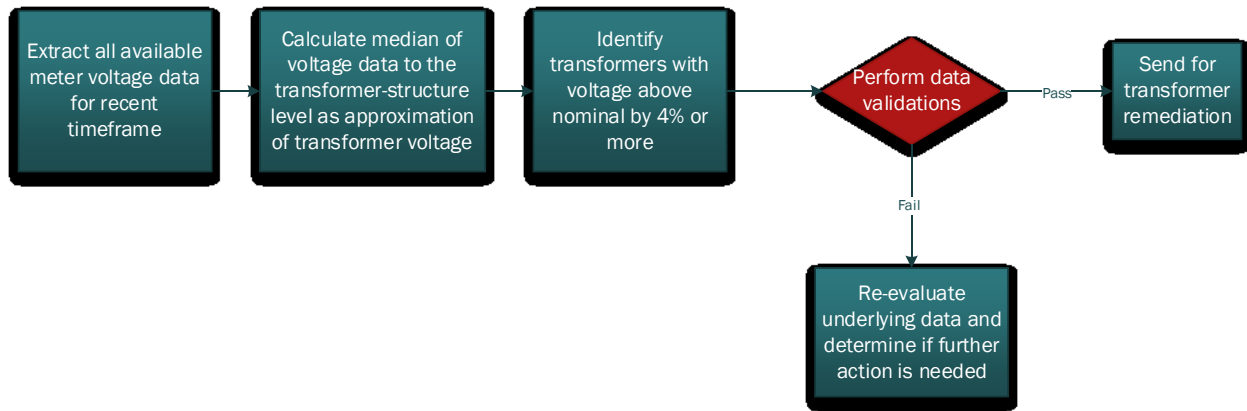 Extract all available
meter voltage data
for recent
timeframe
Calculate median of
voltage data to the
transformer-structure
level as approximation
of transformer voltage
Identify
transformers with
voltage above
nominal by 4% or
more
Perform data
validations
Pass
Send for
transformer
remediation
Fail
Re-evaluate
underlying data and
determine if further
action is needed